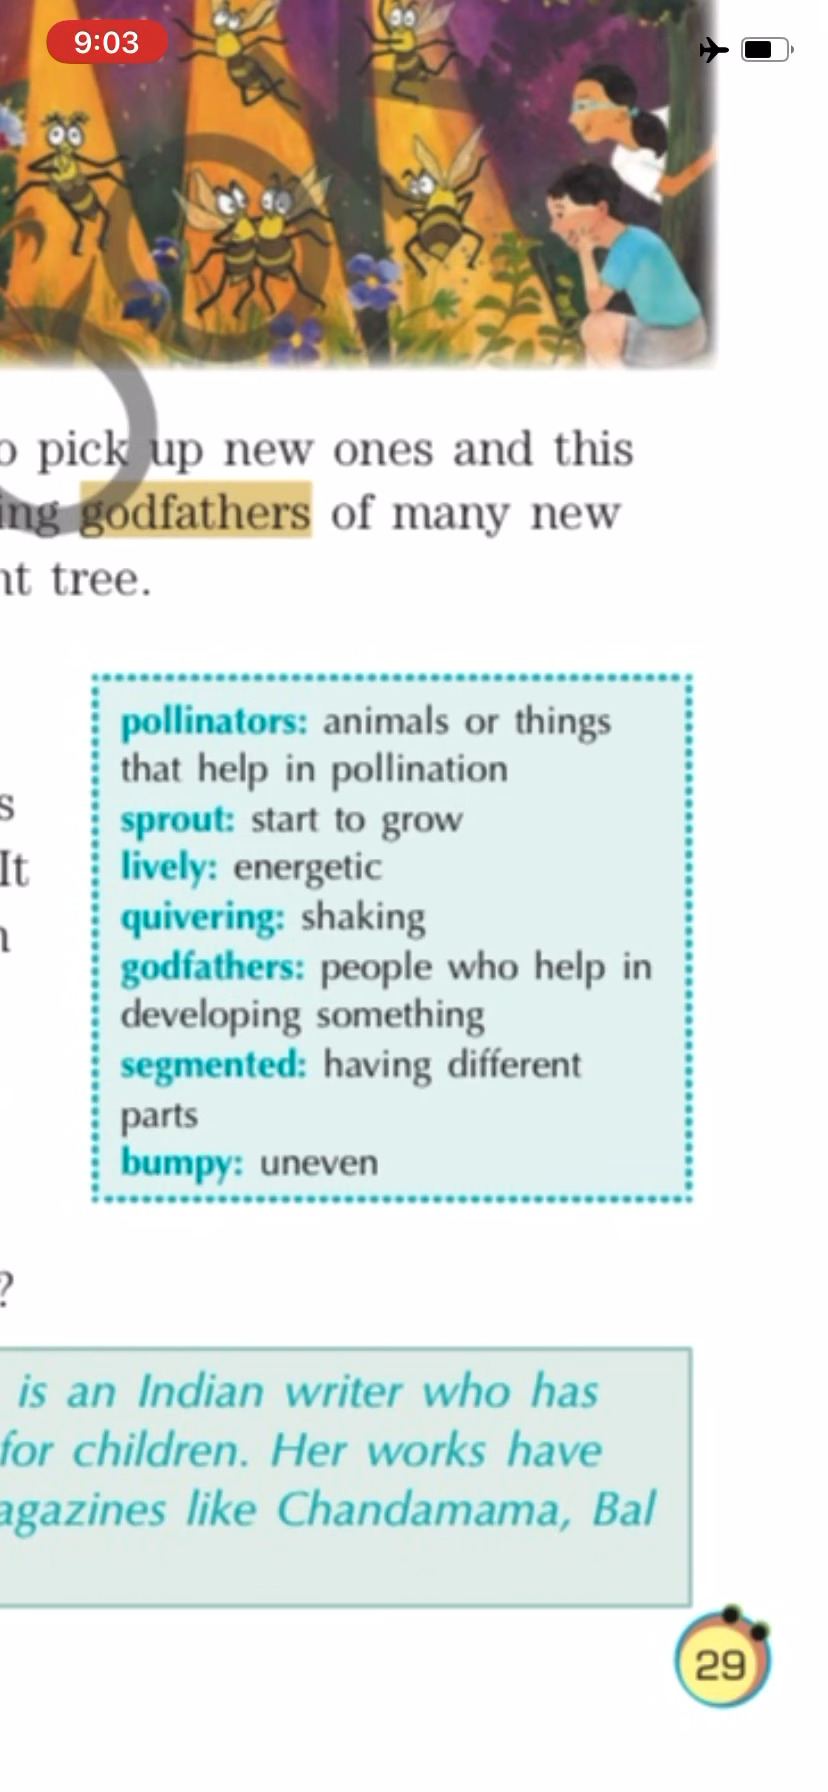 9:03
pick up new ones and this
godfathers of many new
tree.
pollinators: animals or things
that help in pollination
sprout: start to grow
lively: energetic
It
quivering: shaking
godfathers: people who help in
developing something
segmented: having different
parts
bumpy: uneven
?
is an Indian writer who has
for children. Her works have
like Chandamama, Bal
29